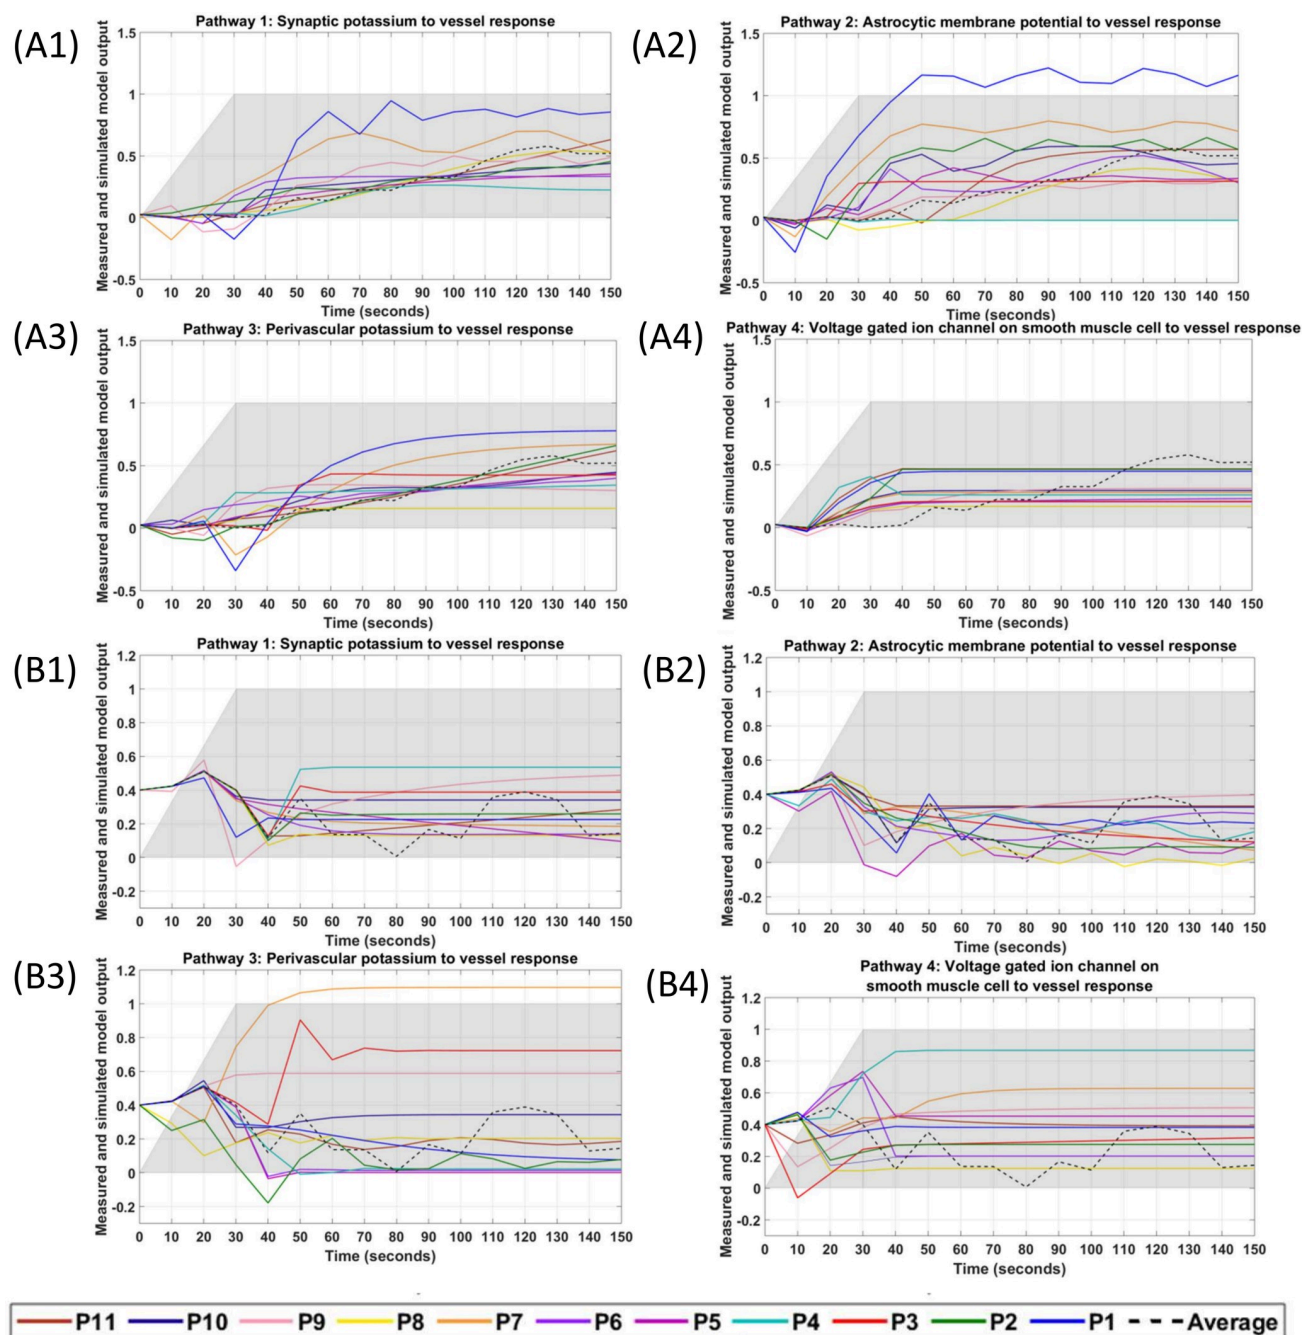 (A1)
Pathway 1: Synaptic potassium to vessel response
Measured and simulated model output
1.5
1
0.5
0
-0.5
0 10 20 30 40 50 60 70 80 90 100 110 120 130 140 150
Time (seconds)
(A2)
Pathway 2: Astrocytic membrane potential to vessel response
Measured and simulated model output
1.5
1
0.5
0
-0.5
0 10 20 30 40 50 60 70 80 90 100 110 120 130 140 150
Time (seconds)
(A3)
Pathway 3: Perivascular potassium to vessel response
Measured and simulated model output
1.5
1
0.5
0
-0.5
0 10 20 30 40 50 60 70 80 90 100 110 120 130 140 150
Time (seconds)
(A4)
Pathway 4: Voltage gated ion channel on smooth muscle cell to vessel response
Measured and simulated model output
1.5
1
0.5
0
-0.5
0 10 20 30 40 50 60 70 80 90 100 110 120 130 140 150
Time (seconds)
(B1)
Pathway 1: Synaptic potassium to vessel response
Measured and simulated model output
1.2
1
0.8
0.6
0.4
0.2
0
-0.2
0 10 20 30 40 50 60 70 80 90 100 110 120 130 140 150
Time (seconds)
(B2)
Pathway 2: Astrocytic membrane potential to vessel response
Measured and simulated model output
1.2
1
0.8
0.6
0.4
0.2
0
-0.2
0 10 20 30 40 50 60 70 80 90 100 110 120 130 140 150
Time (seconds)
(B3)
Pathway 3: Perivascular potassium to vessel response
Measured and simulated model output
1.2
1
0.8
0.6
0.4
0.2
0
-0.2
0 10 20 30 40 50 60 70 80 90 100 110 120 130 140 150
Time (seconds)
(B4)
Pathway 4: Voltage gated ion channel on
smooth muscle cell to vessel response
Measured and simulated model output
1.2
1
0.8
0.6
0.4
0.2
0
-0.2
0 10 20 30 40 50 60 70 80 90 100 110 120 130 140 150
Time (seconds)
P11 P10 P9 P8 P7 P6 P5 P4 P3 P2 P1 Average